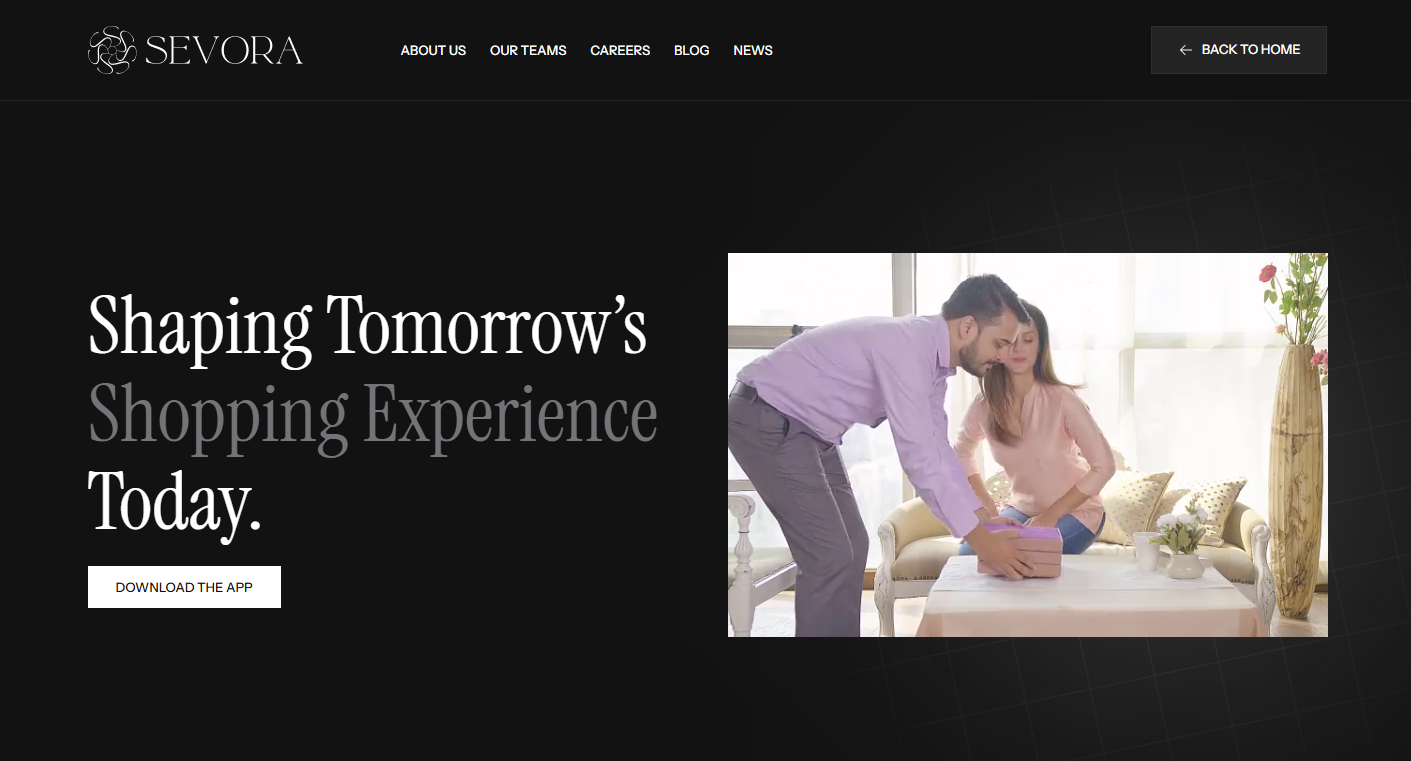 SEVORA
ABOUT US OUR TEAMS CAREERS BLOG NEWS
BACK TO HOME
Shaping Tomorrow’s
Shopping Experience
Today.
DOWNLOAD THE APP